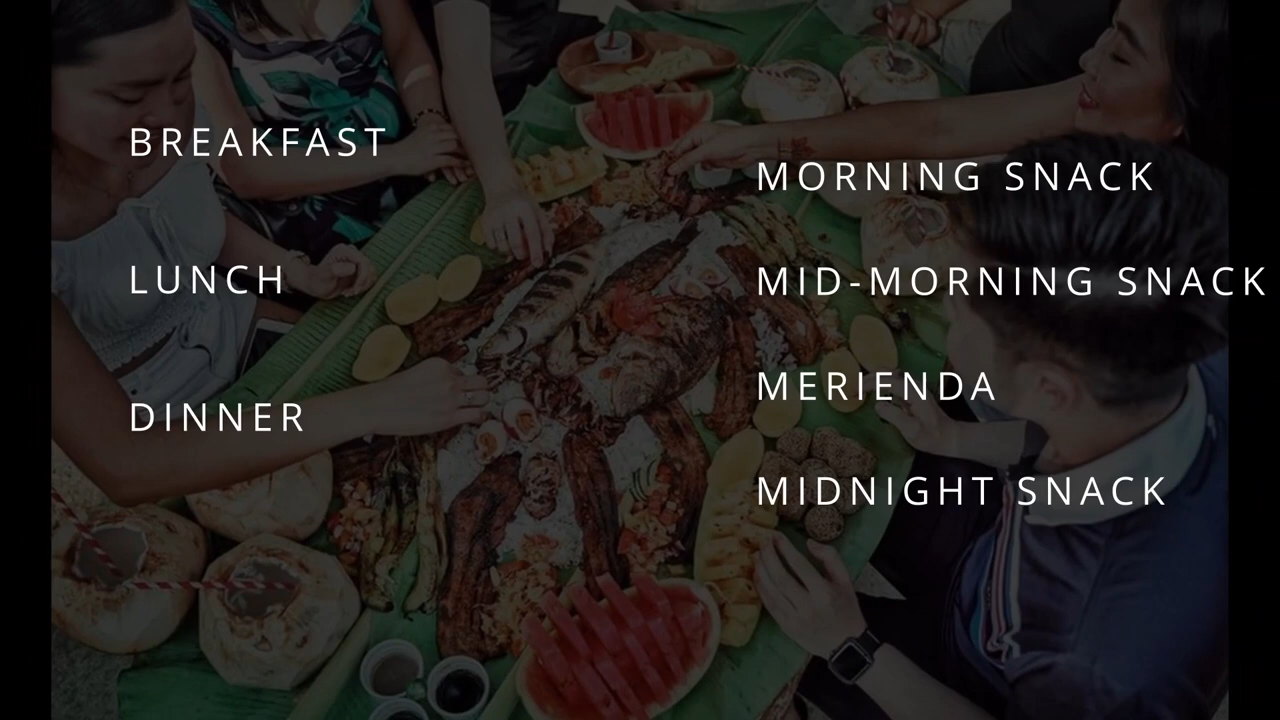 BREAKFAST
LUNCH
DINNER
MORNING SNACK
MID-MORNING SNACK
MERIENDA
MIDNIGHT SNACK